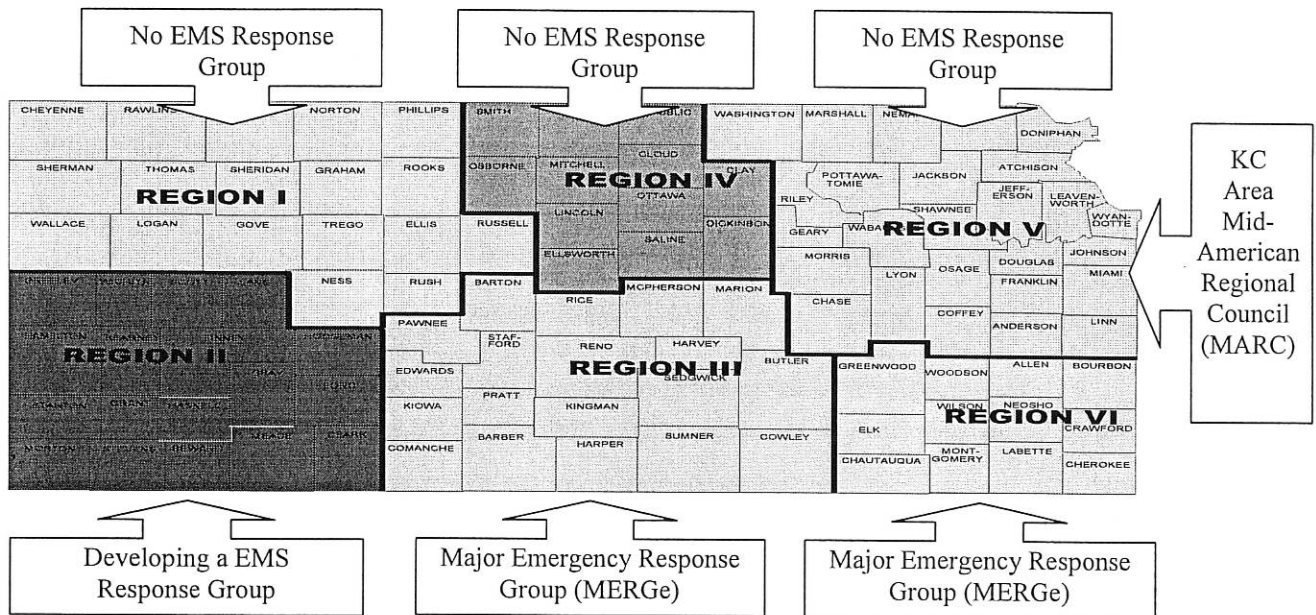 No EMS Response
Group
No EMS Response
Group
No EMS Response
Group
CHEYENNE
NORTON
PHILLIPS
SMITH
WASHINGTON
MARSHALL
DONIPHAN
SHERMAN
THOMAS
SHERIDAN
GRAHAM
ROOKS
OSBORNE
MITCHELL
CLOUD
POTTAWA-
TOMIE
JACKSON
ATCHISON
REGION I
REGION IV
OTTAWA
RILEY
JEFF-
ERSON
LEAVEN-
WORTH
WYAN-
DOTTE
WALLACE
LOGAN
GOVE
TREGO
ELLIS
RUSSELL
LINCOLN
DICKINSON
GEARY
SHAWNEE
REGION V
JOHNSON
ELLSWORTH
SALINE
MORRIS
OSAGE
DOUGLAS
MIAMI
NESS
RUSH
BARTON
RICE
MCPHERSON
MARION
CHASE
LYON
FRANKLIN
COFFEY
ANDERSON
LINN
REGION II
PAWNEE
STAF-
FORD
RENO
HARVEY
REGION III
SEDGWICK
BUTLER
GREENWOOD
WOODSON
ALLEN
BOURBON
EDWARDS
PRATT
KINGMAN
WILSON
NEOSHO
REGION VI
CRAWFORD
KIOWA
ELK
COMANCHE
BARBER
HARPER
SUMNER
COWLEY
CHAUTAUQUA
MONT-
GOMERY
LABETTE
CHEROKEE
MEADE
CLARK
KC
Area
Mid-
American
Regional
Council
(MARC)
Developing a EMS
Response Group
Major Emergency Response
Group (MERGe)
Major Emergency Response
Group (MERGe)